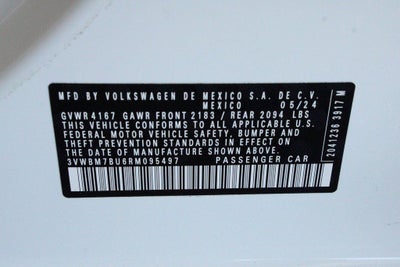 MFD BY VOLKSWAGEN DE MEXICO S.A. DE C.V.
MEXICO 05/24
GVWR 4167 GAWR FRONT 2183 / REAR 2094 LBS
THIS CAR CONFORMS TO ALL APPLICABLE U.S.
FEDERAL MOTOR VEHICLE SAFETY, BUMPER AND
THEFT PREVENTION STANDARDS IN EFFECT ON
THE DATE OF MANUFACTURE SHOWN ABOVE.
3VWBM7BU6RM095497 PASSENGER CAR
2041236 3917 M